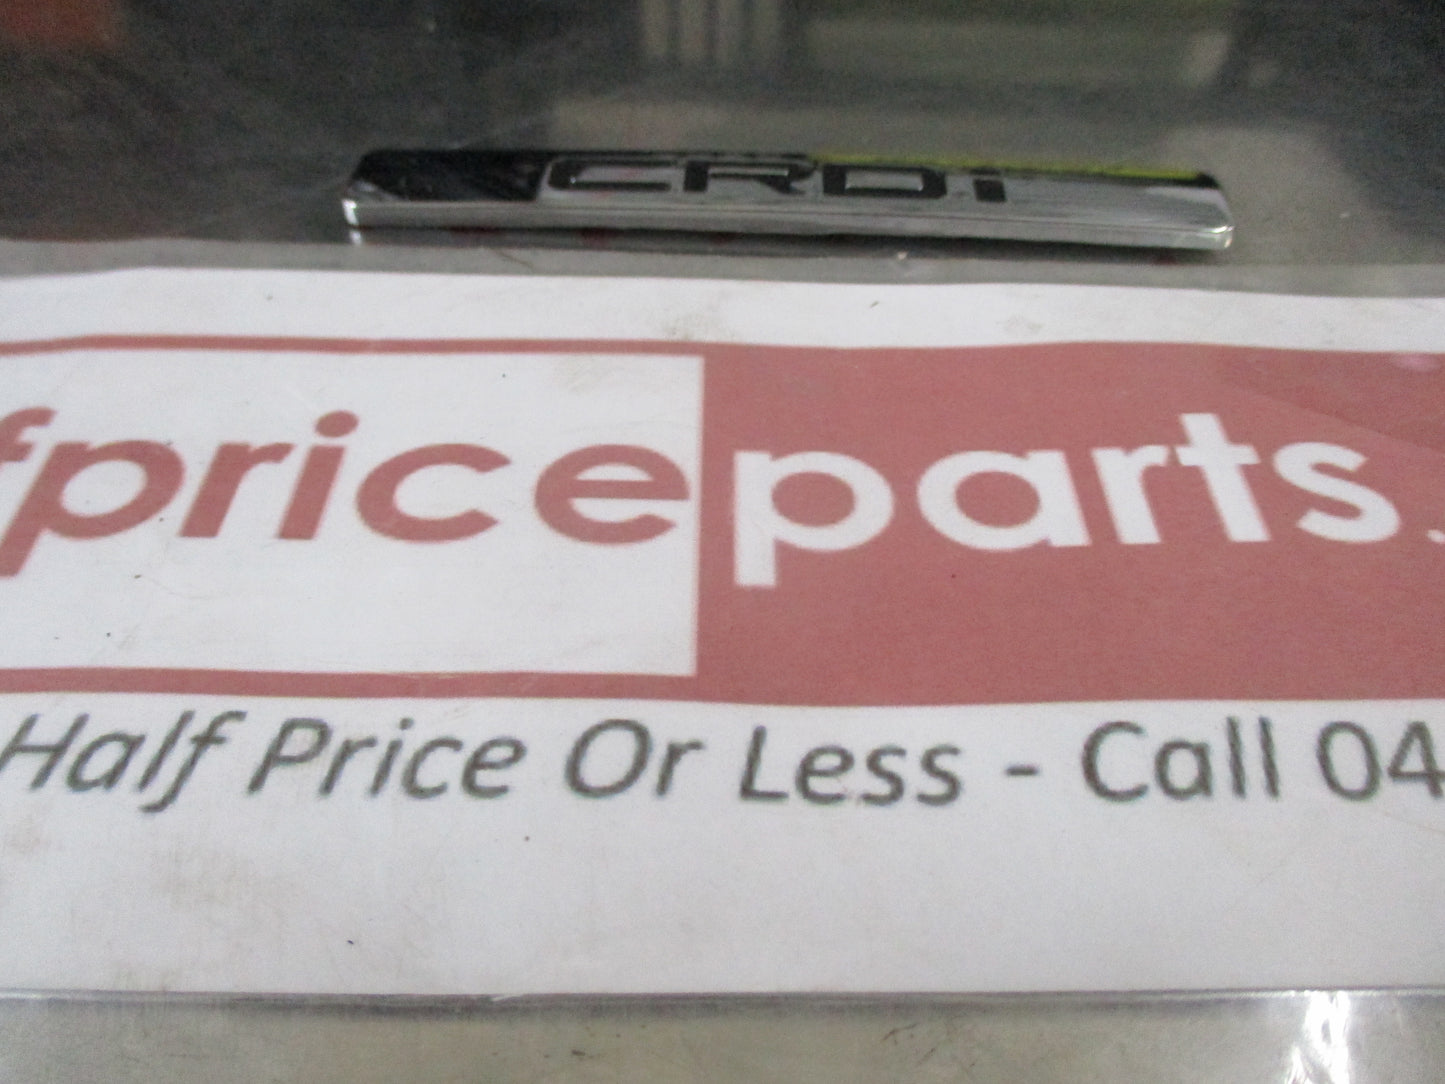 CRDi
fpriceparts.
Half Price Or Less - Call 04